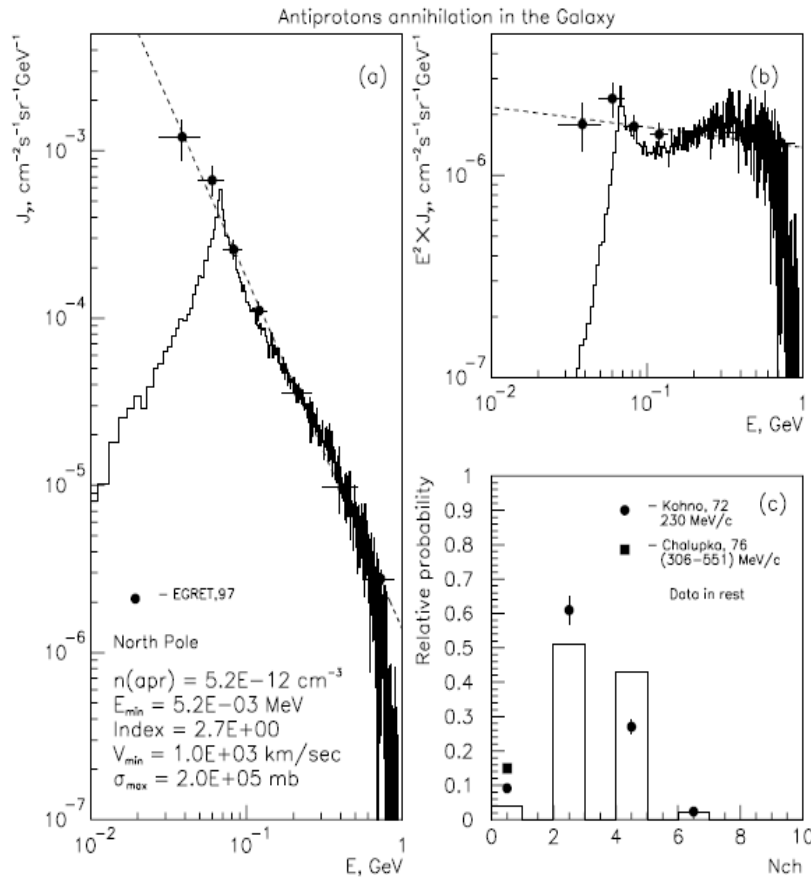 Antiprotons annihilation in the Galaxy
J_γ, cm⁻²s⁻¹sr⁻¹GeV⁻¹
(a)
10⁻³
10⁻⁴
10⁻⁵
10⁻⁶
10⁻⁷
– EGRET,97
North Pole
n(apr) = 5.2E−12 cm⁻³
E_min = 5.2E−03 MeV
Index = 2.7E+00
V_min = 1.0E+03 km/sec
σ_max = 2.0E+05 mb
10⁻² 10⁻¹ 1
E, GeV
E²×J_γ, cm⁻²s⁻¹sr⁻¹GeV⁻¹
(b)
10⁻⁶
10⁻⁷
10⁻² 10⁻¹ 1
E, GeV
Relative probability
(c)
1
0.9
0.8
0.7
0.6
0.5
0.4
0.3
0.2
0.1
0
– Kohno, 72
230 MeV/c
– Chalupka, 76
(306−551) MeV/c
Data in rest
0 2 4 6 8 10
Nch